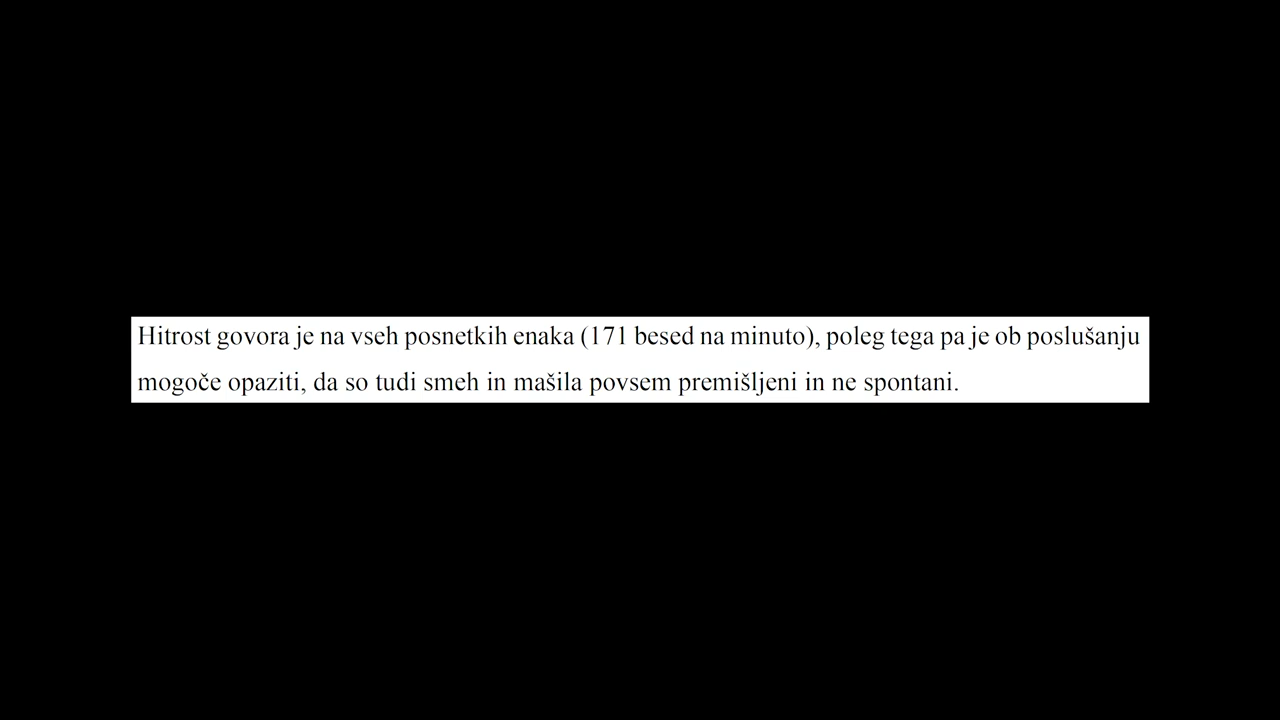 Hitrost govora je na vseh posnetkih enaka (171 besed na minuto), poleg tega pa je ob poslušanju
mogoče opaziti, da so tudi smeh in mašila povsem premišljeni in ne spontani.